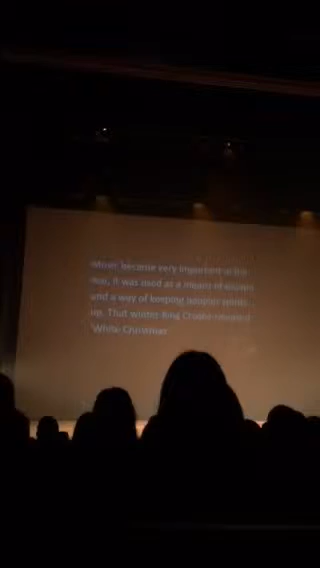 Music became very important at this
time, it was used as a means of escape
and a way of keeping peoples spirits
up. That winter Bing Crosby released
'White Christmas'